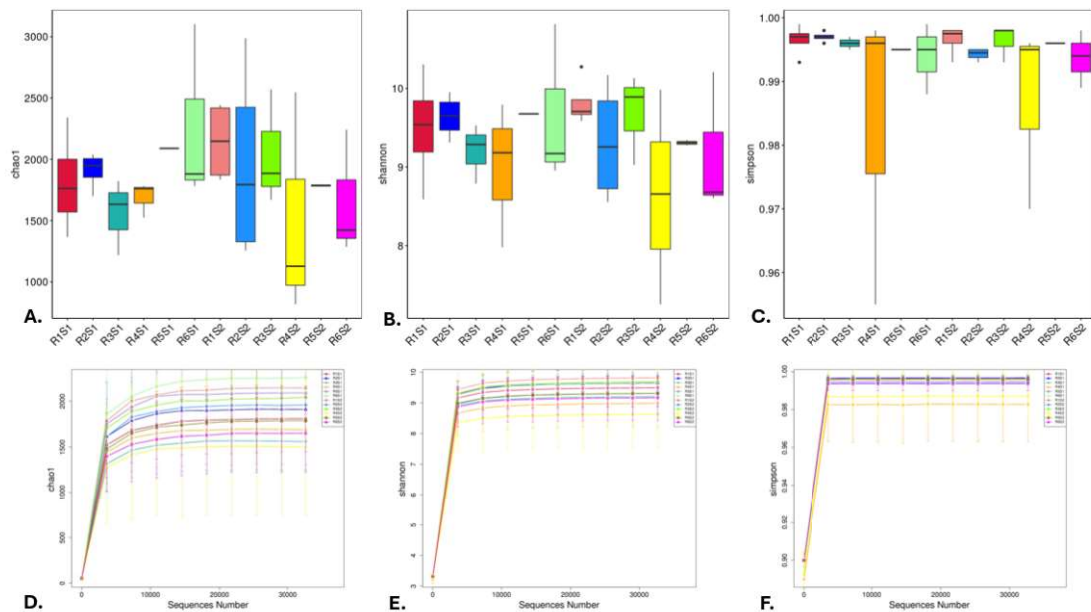 3000
2500
2000
1500
1000
chao1
R1S1 R2S1 R3S1 R4S1 R5S1 R6S1 R1S2 R2S2 R3S2 R4S2 R5S2 R6S2
A.
10
9
8
shannon
R1S1 R2S1 R3S1 R4S1 R5S1 R6S1 R1S2 R2S2 R3S2 R4S2 R5S2 R6S2
B.
1.00
0.99
0.98
0.97
0.96
simpson
R1S1 R2S1 R3S1 R4S1 R5S1 R6S1 R1S2 R2S2 R3S2 R4S2 R5S2 R6S2
C.
2000
1500
1000
500
0
chao1
0 10000 20000 30000
Sequences Number
D.
10
9
8
7
6
5
4
3
shannon
0 10000 20000 30000
Sequences Number
E.
1.00
0.98
0.96
0.94
0.92
0.90
simpson
0 10000 20000 30000
Sequences Number
F.